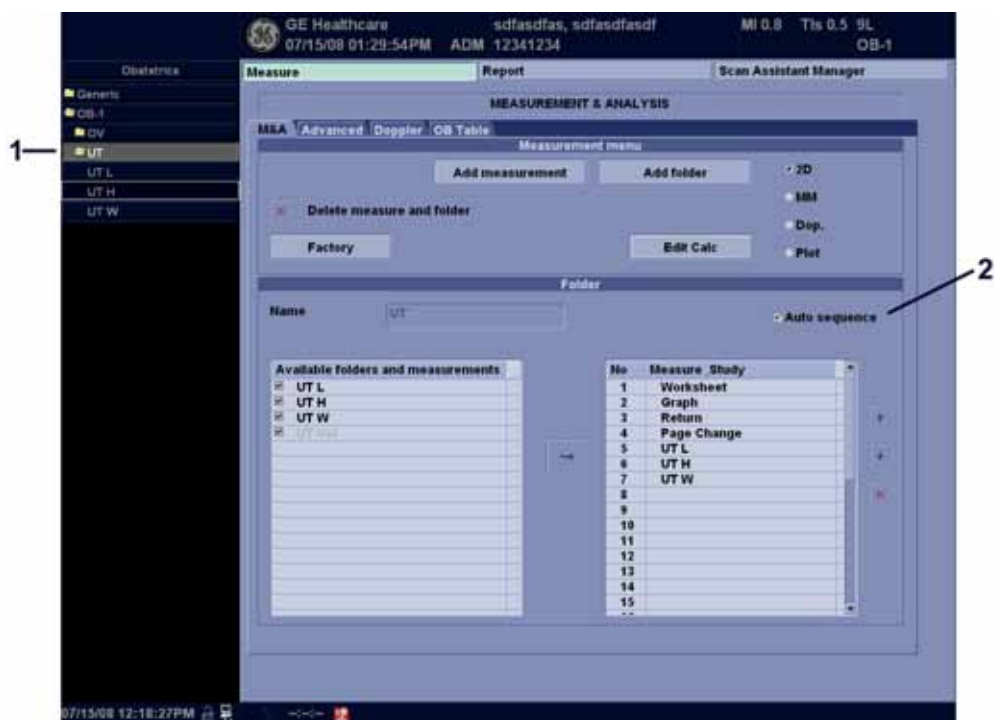 GE Healthcare sdfasdfas, sdfasdfasdf MI 0.8 TIs 0.5 9L
07/15/08 01:29:54PM ADM 12341234 OB-1
Obstetrics
Measure Report Scan Assistant Manager
Generic
OB-1
OV
1
UT
UT L
UT H
UT W
MEASUREMENT & ANALYSIS
M&A Advanced Doppler OB Table
Measurement menu
Add measurement Add folder 2D
MM
Delete measure and folder
Dop.
Factory Edit Calc Plot
Folder
2
Name UT Auto sequence
Available folders and measurements
UT L
UT H
UT W
UT Vol
No Measure_Study
1 Worksheet
2 Graph
3 Return
4 Page Change
5 UT L
6 UT H
7 UT W
8
9
10
11
12
13
14
15
07/15/08 12:18:27PM